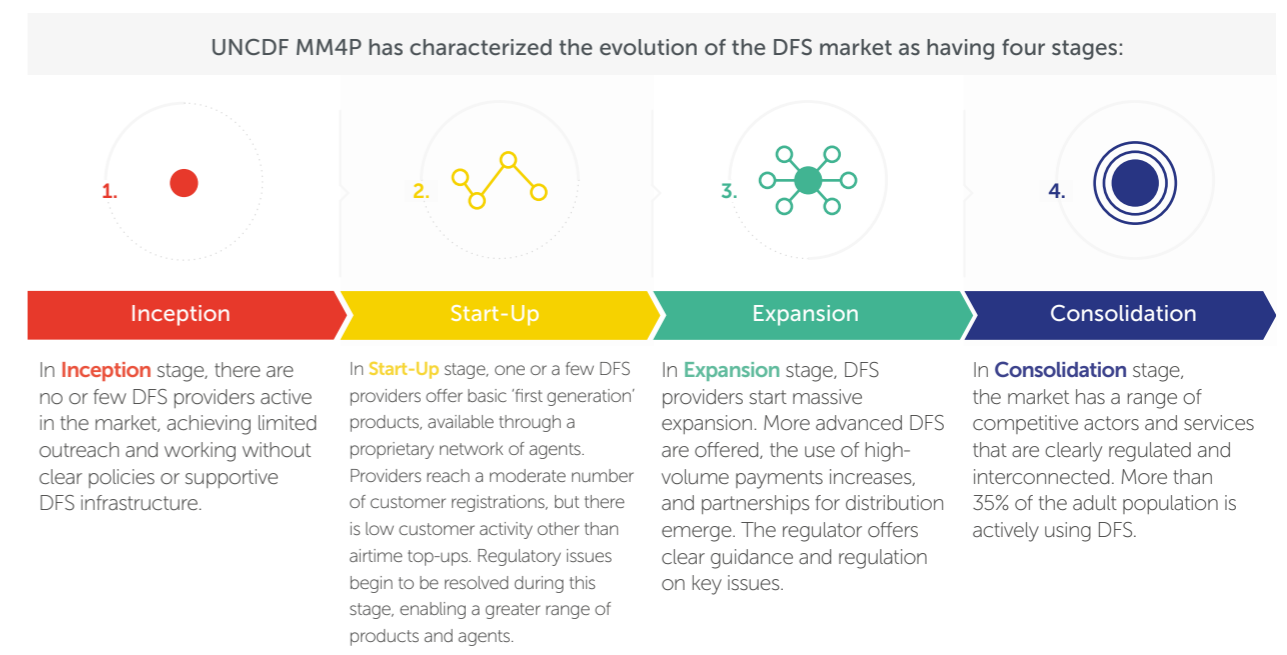 UNCDF MM4P has characterized the evolution of the DFS market as having four stages:
1.
2.
3.
4.
Inception
Start-Up
Expansion
Consolidation
In Inception stage, there are
no or few DFS providers active
in the market, achieving limited
outreach and working without
clear policies or supportive
DFS infrastructure.
In Start-Up stage, one or a few DFS
providers offer basic ‘first generation’
products, available through a
proprietary network of agents.
Providers reach a moderate number
of customer registrations, but there
is low customer activity other than
airtime top-ups. Regulatory issues
begin to be resolved during this
stage, enabling a greater range of
products and agents.
In Expansion stage, DFS
providers start massive
expansion. More advanced DFS
are offered, the use of high-
volume payments increases,
and partnerships for distribution
emerge. The regulator offers
clear guidance and regulation
on key issues.
In Consolidation stage,
the market has a range of
competitive actors and services
that are clearly regulated and
interconnected. More than
35% of the adult population is
actively using DFS.